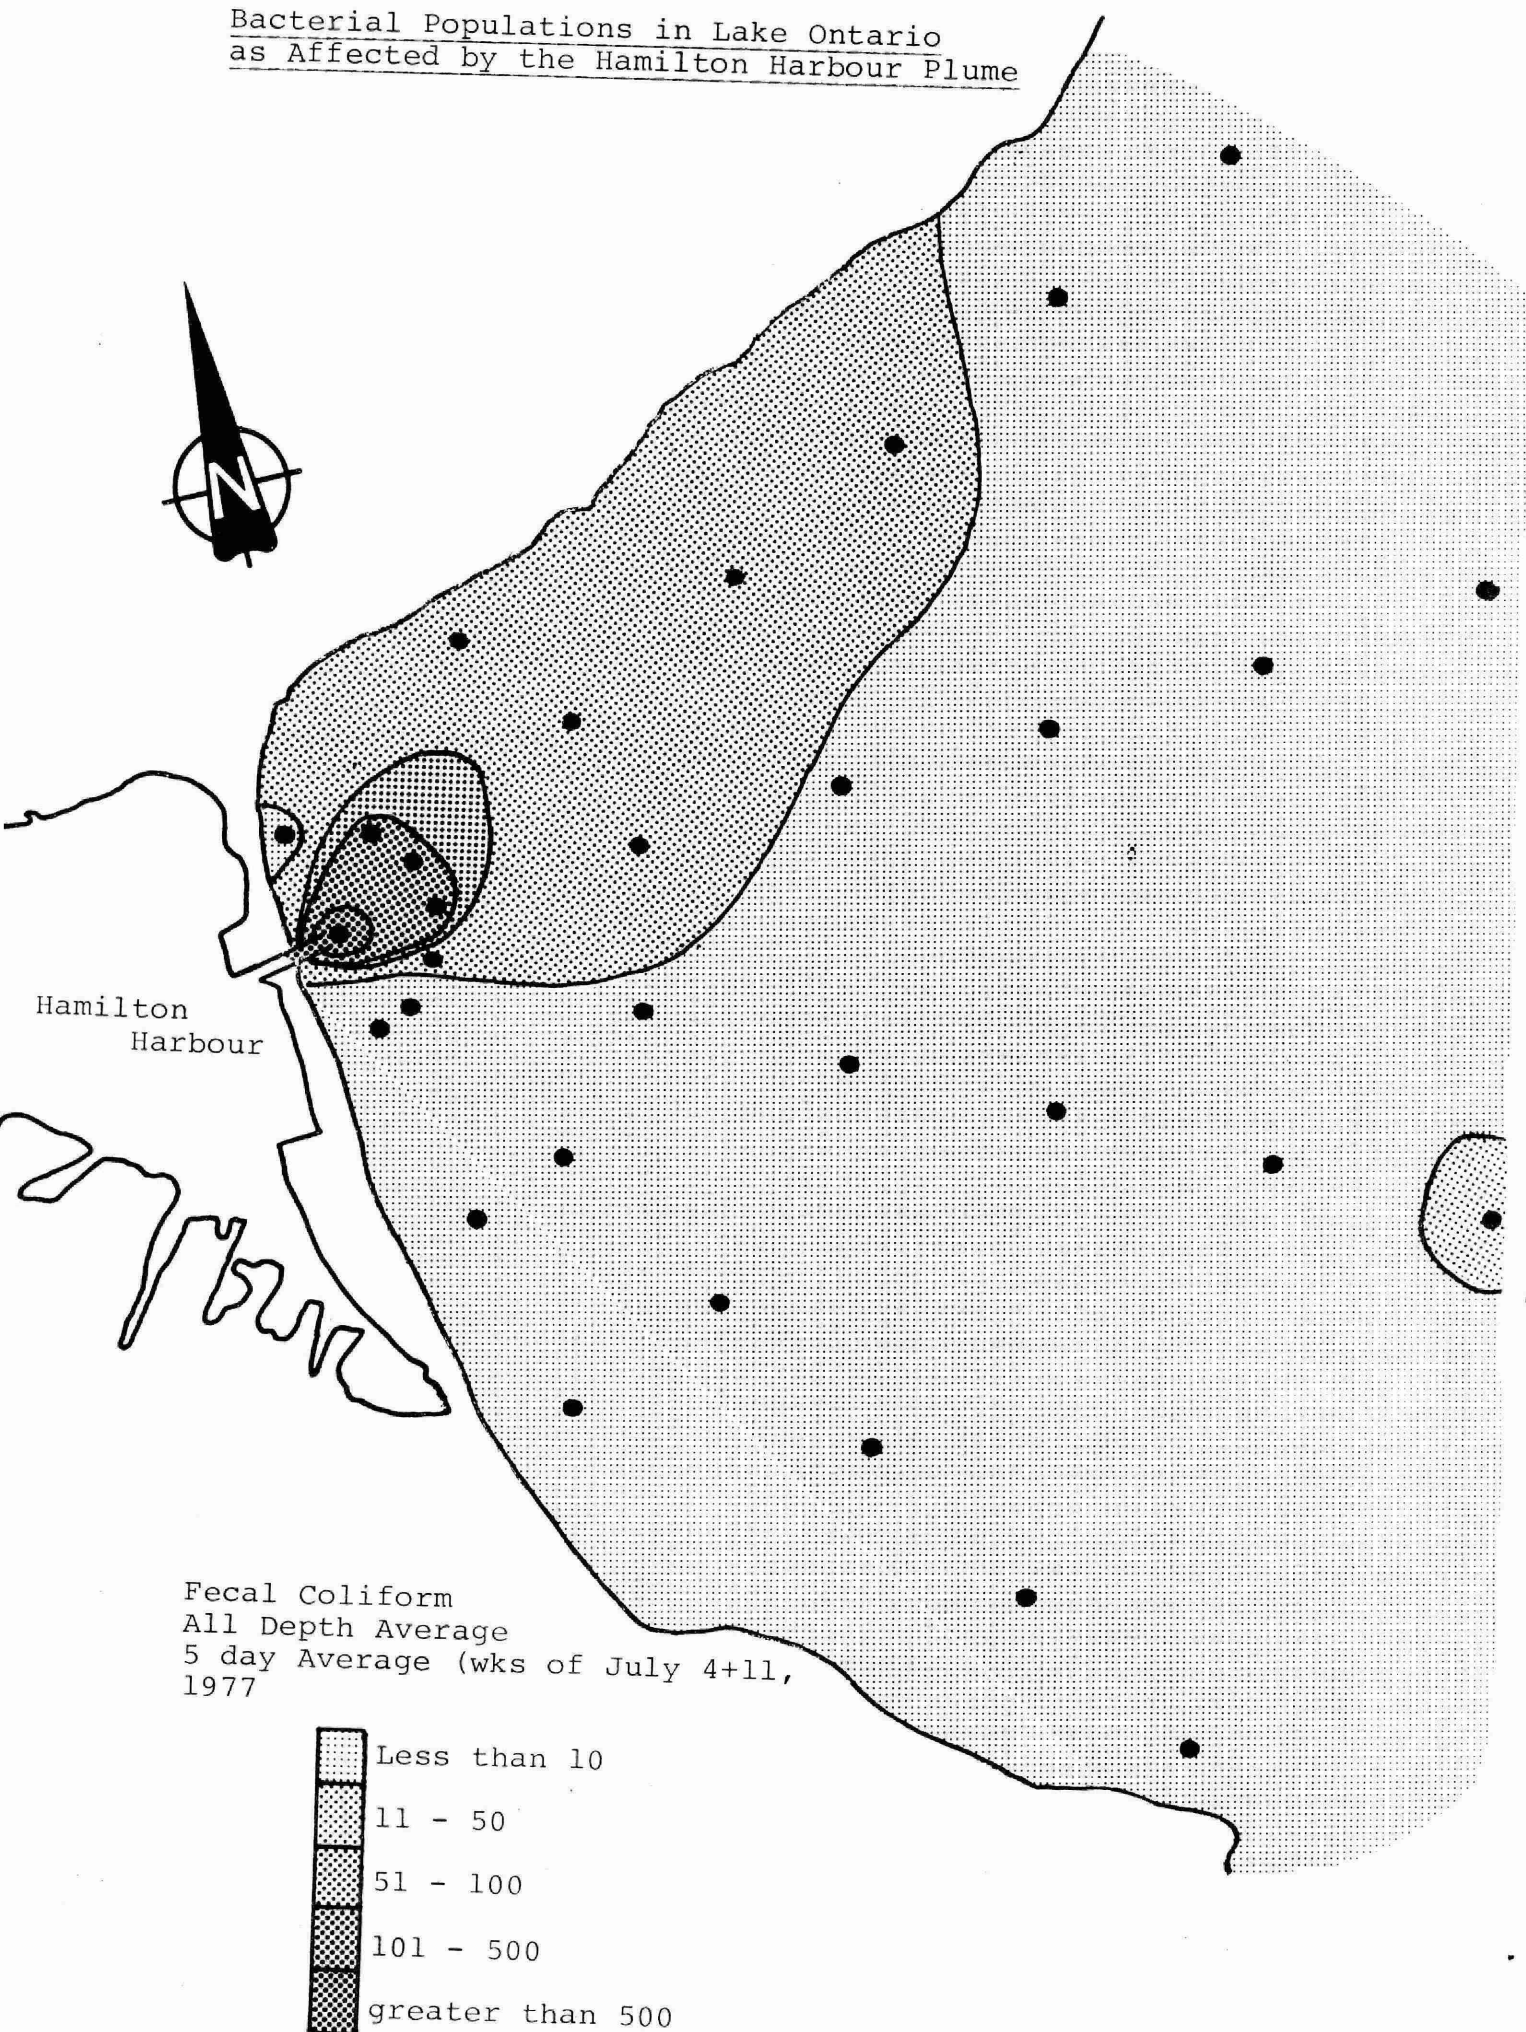 Bacterial Populations in Lake Ontario
as Affected by the Hamilton Harbour Plume
N
Hamilton
Harbour
Fecal Coliform
All Depth Average
5 day Average (wks of July 4+11,
1977
Less than 10
11 - 50
51 - 100
101 - 500
greater than 500